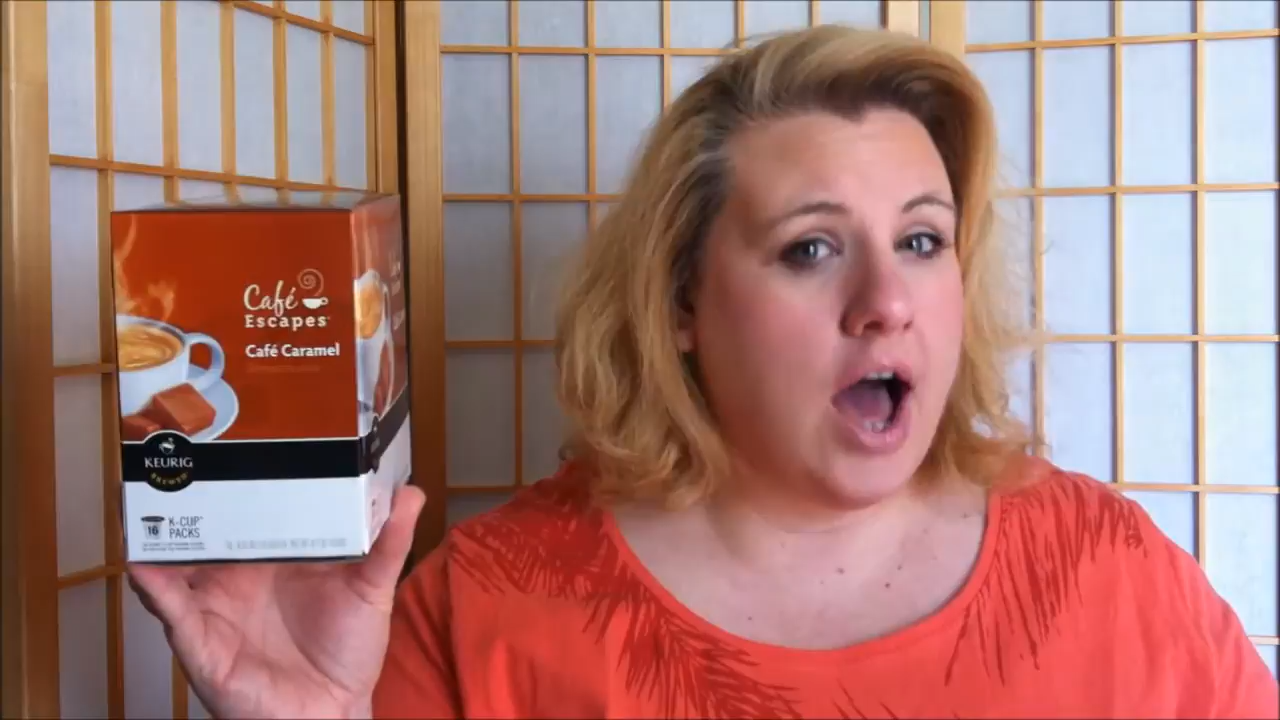 Café
Escapes
Café Caramel
KEURIG
BREWED
16
K-CUP
PACKS